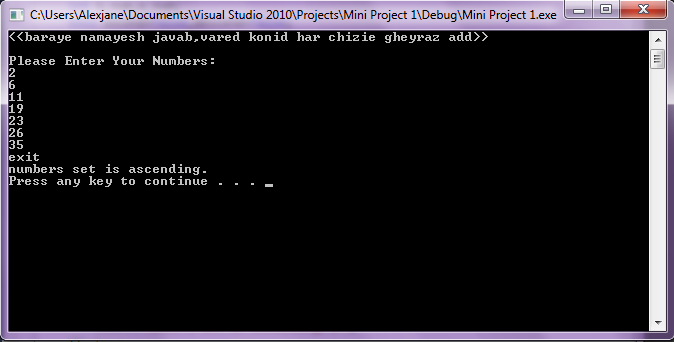 C:\Users\Alexjane\Documents\Visual Studio 2010\Projects\Mini Project 1\Debug\Mini Project 1.exe
<<baraye namayesh javab,vared konid har chizie gheyraz add>>
Please Enter Your Numbers:
2
6
11
19
23
26
35
exit
numbers set is ascending.
Press any key to continue . . . _